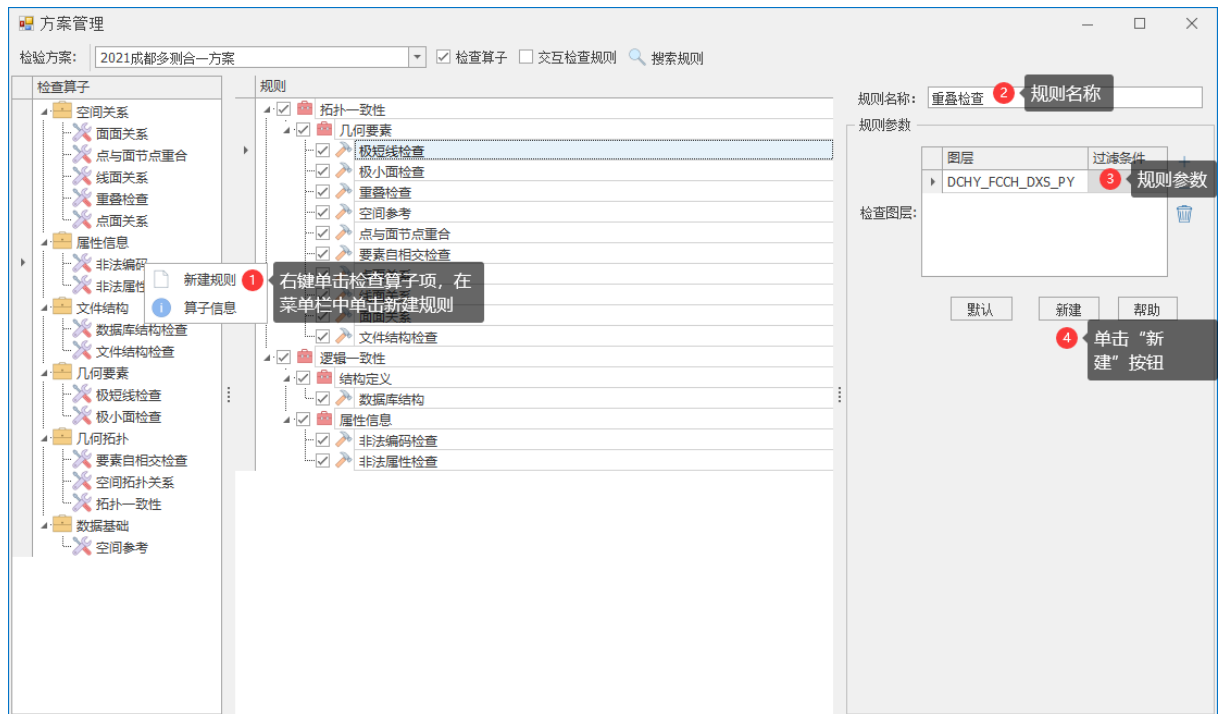 方案管理
检验方案: 2021成都多测合一方案 检查算子 交互检查规则 搜索规则
检查算子
空间关系
面面关系
点与面节点重合
线面关系
重叠检查
点面关系
属性信息
非法编码
非法属性
文件结构
数据库结构检查
文件结构检查
几何要素
极短线检查
极小面检查
几何拓扑
要素自相交检查
空间拓扑关系
拓扑一致性
数据基础
空间参考
新建规则
算子信息
1
右键单击检查算子项，在
菜单栏中单击新建规则
规则
拓扑一致性
几何要素
极短线检查
极小面检查
重叠检查
空间参考
点与面节点重合
要素自相交检查
面面关系
文件结构检查
逻辑一致性
结构定义
数据库结构
属性信息
非法编码检查
非法属性检查
规则名称: 重叠检查
2 规则名称
规则参数
图层 过滤条件
DCHY_FCCH_DXS_PY
3 规则参数
检查图层:
默认 新建 帮助
4 单击“新
建”按钮